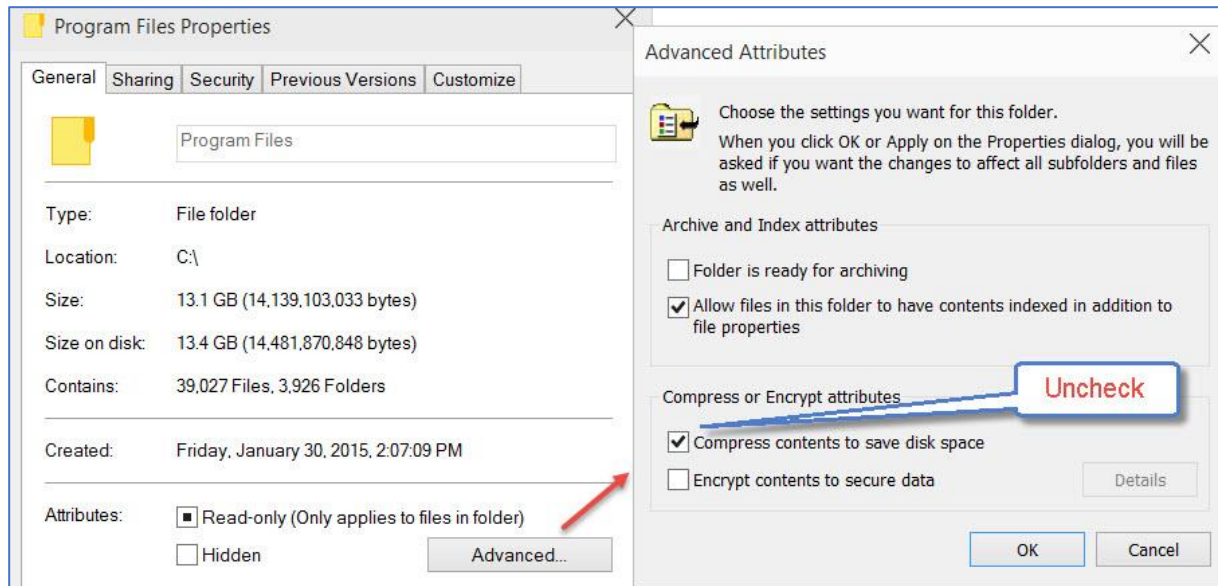 Program Files Properties
General Sharing Security Previous Versions Customize
Program Files
Type: File folder
Location: C:\
Size: 13.1 GB (14,139,103,033 bytes)
Size on disk: 13.4 GB (14,481,870,848 bytes)
Contains: 39,027 Files, 3,926 Folders
Created: Friday, January 30, 2015, 2:07:09 PM
Attributes: Read-only (Only applies to files in folder)
Hidden Advanced...
Advanced Attributes
Choose the settings you want for this folder.
When you click OK or Apply on the Properties dialog, you will be
asked if you want the changes to affect all subfolders and files
as well.
Archive and Index attributes
Folder is ready for archiving
Allow files in this folder to have contents indexed in addition to
file properties
Uncheck
Compress or Encrypt attributes
Compress contents to save disk space
Encrypt contents to secure data Details
OK Cancel